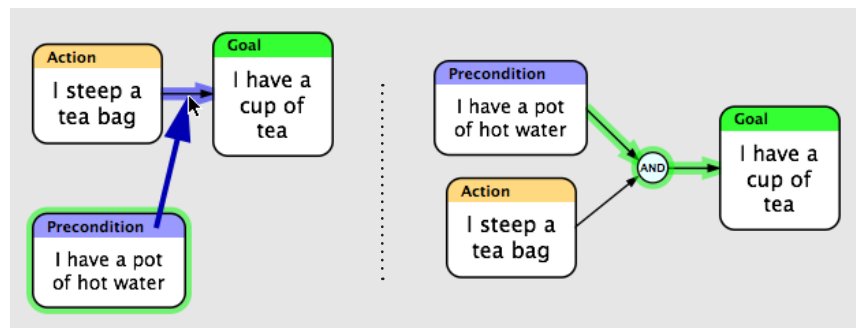 Action
I steep a
tea bag
Goal
I have a
cup of
tea
Precondition
I have a pot
of hot water
Precondition
I have a pot
of hot water
Action
I steep a
tea bag
AND
Goal
I have a
cup of
tea